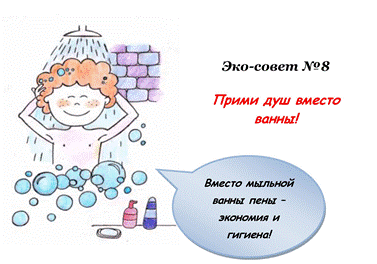 Эко-совет №8
Прими душ вместо
ванны!
Вместо мыльной
ванны пены –
экономия и
гигиена!